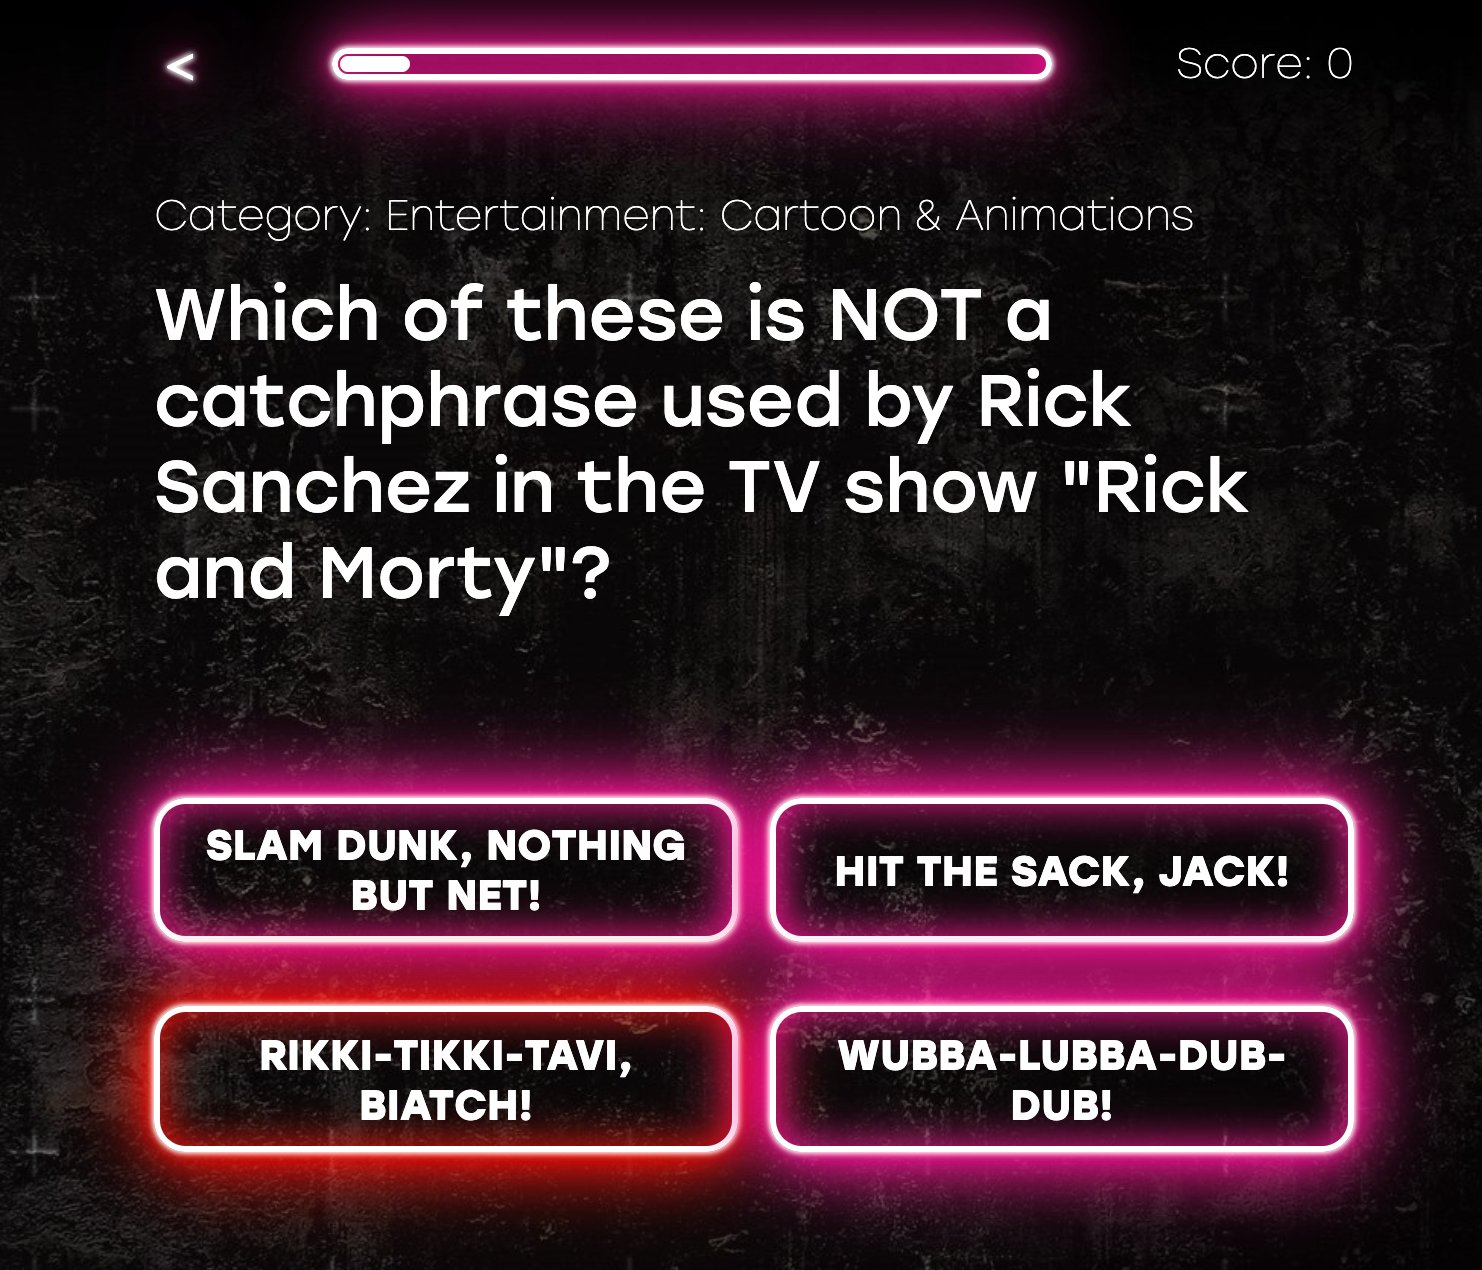 <
Score: 0
Category: Entertainment: Cartoon & Animations
Which of these is NOT a
catchphrase used by Rick
Sanchez in the TV show "Rick
and Morty"?
SLAM DUNK, NOTHING
BUT NET!
HIT THE SACK, JACK!
RIKKI-TIKKI-TAVI,
BIATCH!
WUBBA-LUBBA-DUB-
DUB!